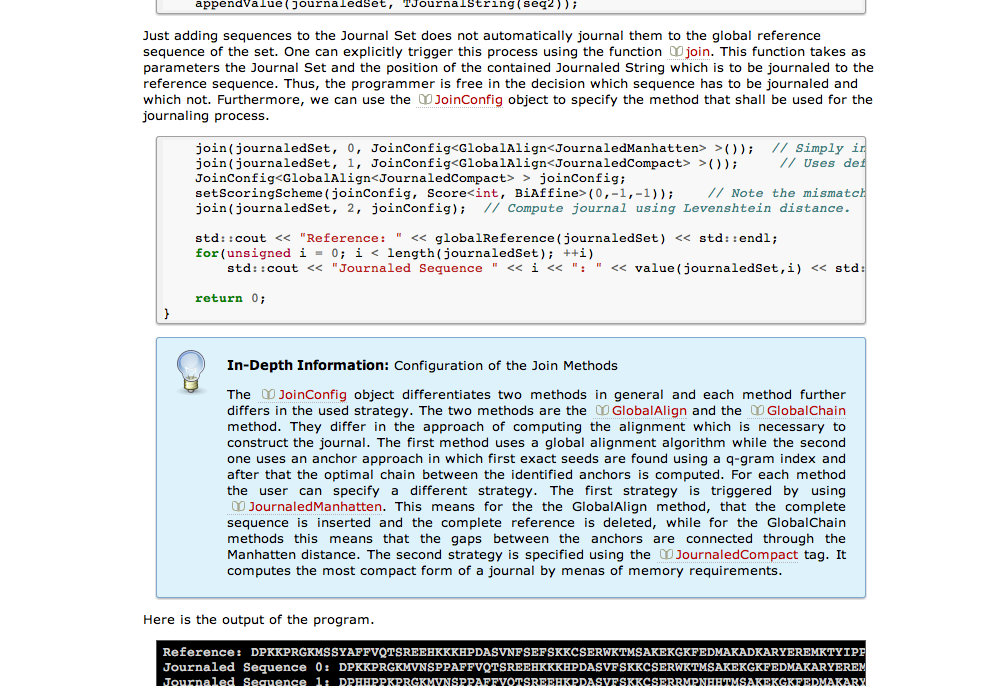 appendValue(journaledSet, TJournalString(seq2));
Just adding sequences to the Journal Set does not automatically journal them to the global reference
sequence of the set. One can explicitly trigger this process using the function join. This function takes as
parameters the Journal Set and the position of the contained Journaled String which is to be journaled to the
reference sequence. Thus, the programmer is free in the decision which sequence has to be journaled and
which not. Furthermore, we can use the JoinConfig object to specify the method that shall be used for the
journaling process.
join(journaledSet, 0, JoinConfig<GlobalAlign<JournaledManhatten> >()); // Simply in
join(journaledSet, 1, JoinConfig<GlobalAlign<JournaledCompact> >()); // Uses def
JoinConfig<GlobalAlign<JournaledCompact> > joinConfig;
setScoringScheme(joinConfig, Score<int, BiAffine>(0,-1,-1)); // Note the mismatch
join(journaledSet, 2, joinConfig); // Compute journal using Levenshtein distance.
std::cout << "Reference: " << globalReference(journaledSet) << std::endl;
for(unsigned i = 0; i < length(journaledSet); ++i)
std::cout << "Journaled Sequence " << i << ": " << value(journaledSet,i) << std:
return 0;
}
In-Depth Information: Configuration of the Join Methods
The JoinConfig object differentiates two methods in general and each method further
differs in the used strategy. The two methods are the GlobalAlign and the GlobalChain
method. They differ in the approach of computing the alignment which is necessary to
construct the journal. The first method uses a global alignment algorithm while the second
one uses an anchor approach in which first exact seeds are found using a q-gram index and
after that the optimal chain between the identified anchors is computed. For each method
the user can specify a different strategy. The first strategy is triggered by using
JournaledManhatten. This means for the the GlobalAlign method, that the complete
sequence is inserted and the complete reference is deleted, while for the GlobalChain
methods this means that the gaps between the anchors are connected through the
Manhatten distance. The second strategy is specified using the JournaledCompact tag. It
computes the most compact form of a journal by menas of memory requirements.
Here is the output of the program.
Reference: DPKKPRGKMSSYAFFVQTSREEHKKKHPDASVNFSEFSKKCSERWKTMSAKEKGKFEDMAKADKARYEREMKTYIPP
Journaled Sequence 0: DPKKPRGKMVNSPPAFFVQTSREEHKKKHPDASVFSKKCSERWKTMSAKEKGKFEDMAKARYEREM
Journaled Sequence 1: DPHHPPKPRGKMVNSPPAFFVQTSREEHKPDASVFSKKCSERRMPNHHTMSAKEKGKFEDMAKARY